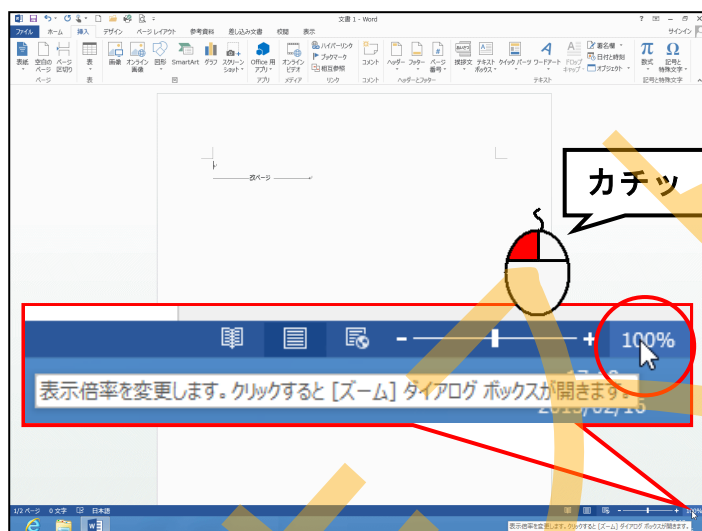 文書 1 - Word
サインイン
ファイル ホーム 挿入 デザイン ページ レイアウト 参考資料 差し込み文書 校閲 表示
表紙 空白のページ ページ区切り 表 画像 オンライン画像 図形 SmartArt グラフ スクリーンショット Office 用アプリ オンラインビデオ ハイパーリンク ブックマーク 相互参照 コメント ヘッダー フッター ページ番号 挨拶文 テキストボックス クイック パーツ ワードアート ドロップキャップ 署名欄 日付と時刻 オブジェクト 数式 記号と特殊文字
ページ 表 図 アプリ メディア リンク コメント ヘッダーとフッター テキスト 記号と特殊文字
改ページ
カチッ
100%
表示倍率を変更します。クリックすると [ズーム] ダイアログ ボックスが開きます。
2015/02/16
1/2 ページ 0 文字 日本語
100%
表示倍率を変更します。クリックすると [ズーム] ダイアログ ボックスが開きます。